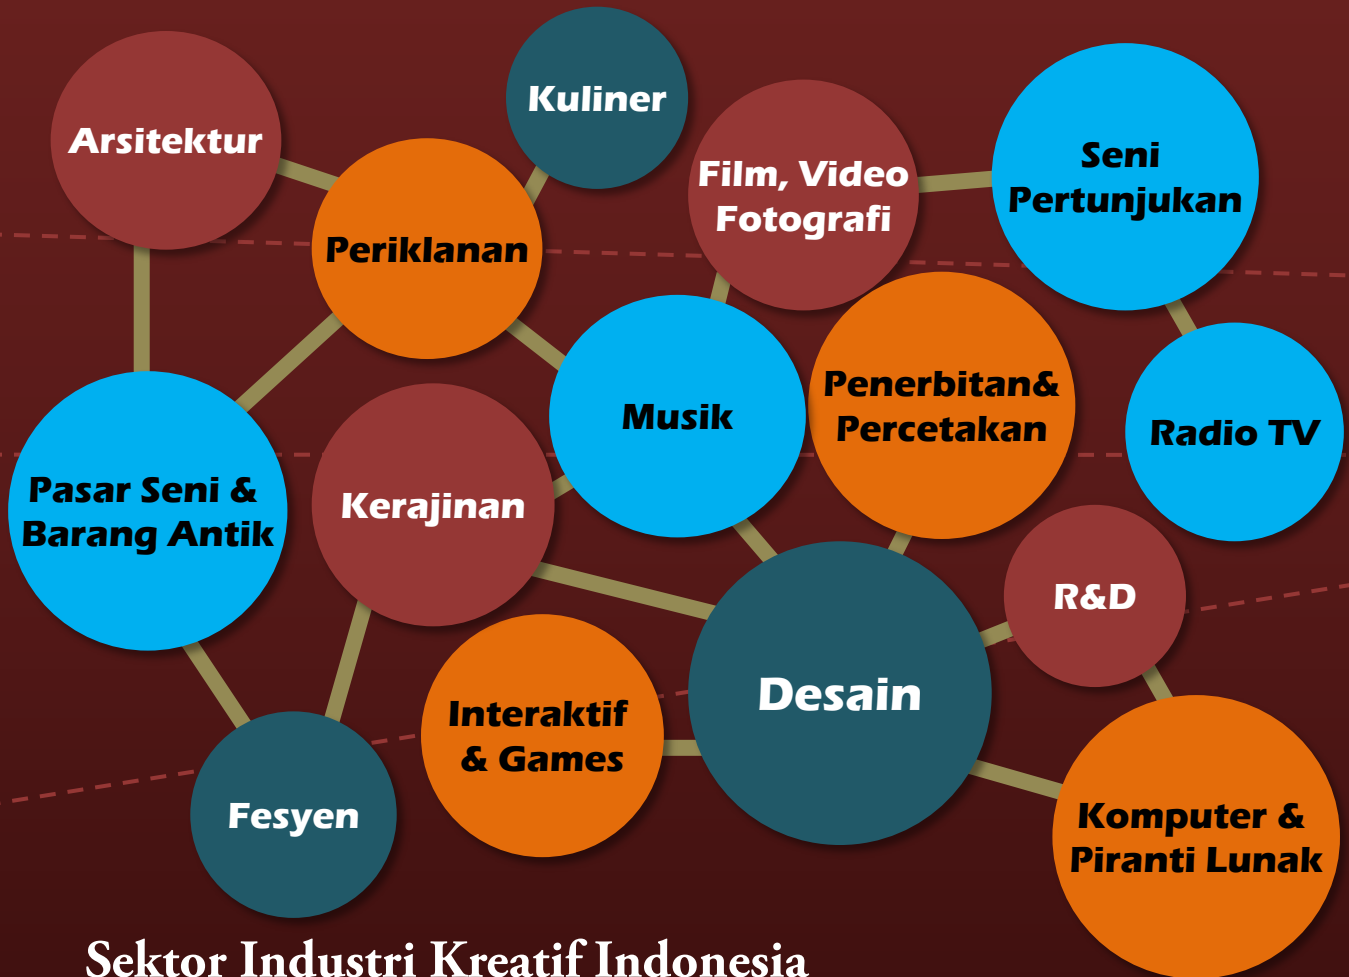 Kuliner
Arsitektur
Seni
Pertunjukan
Film, Video
Fotografi
Periklanan
Penerbitan&
Percetakan
Musik
Radio TV
Pasar Seni &
Barang Antik
Kerajinan
R&D
Desain
Interaktif
& Games
Fesyen
Komputer &
Piranti Lunak
Sektor Industri Kreatif Indonesia